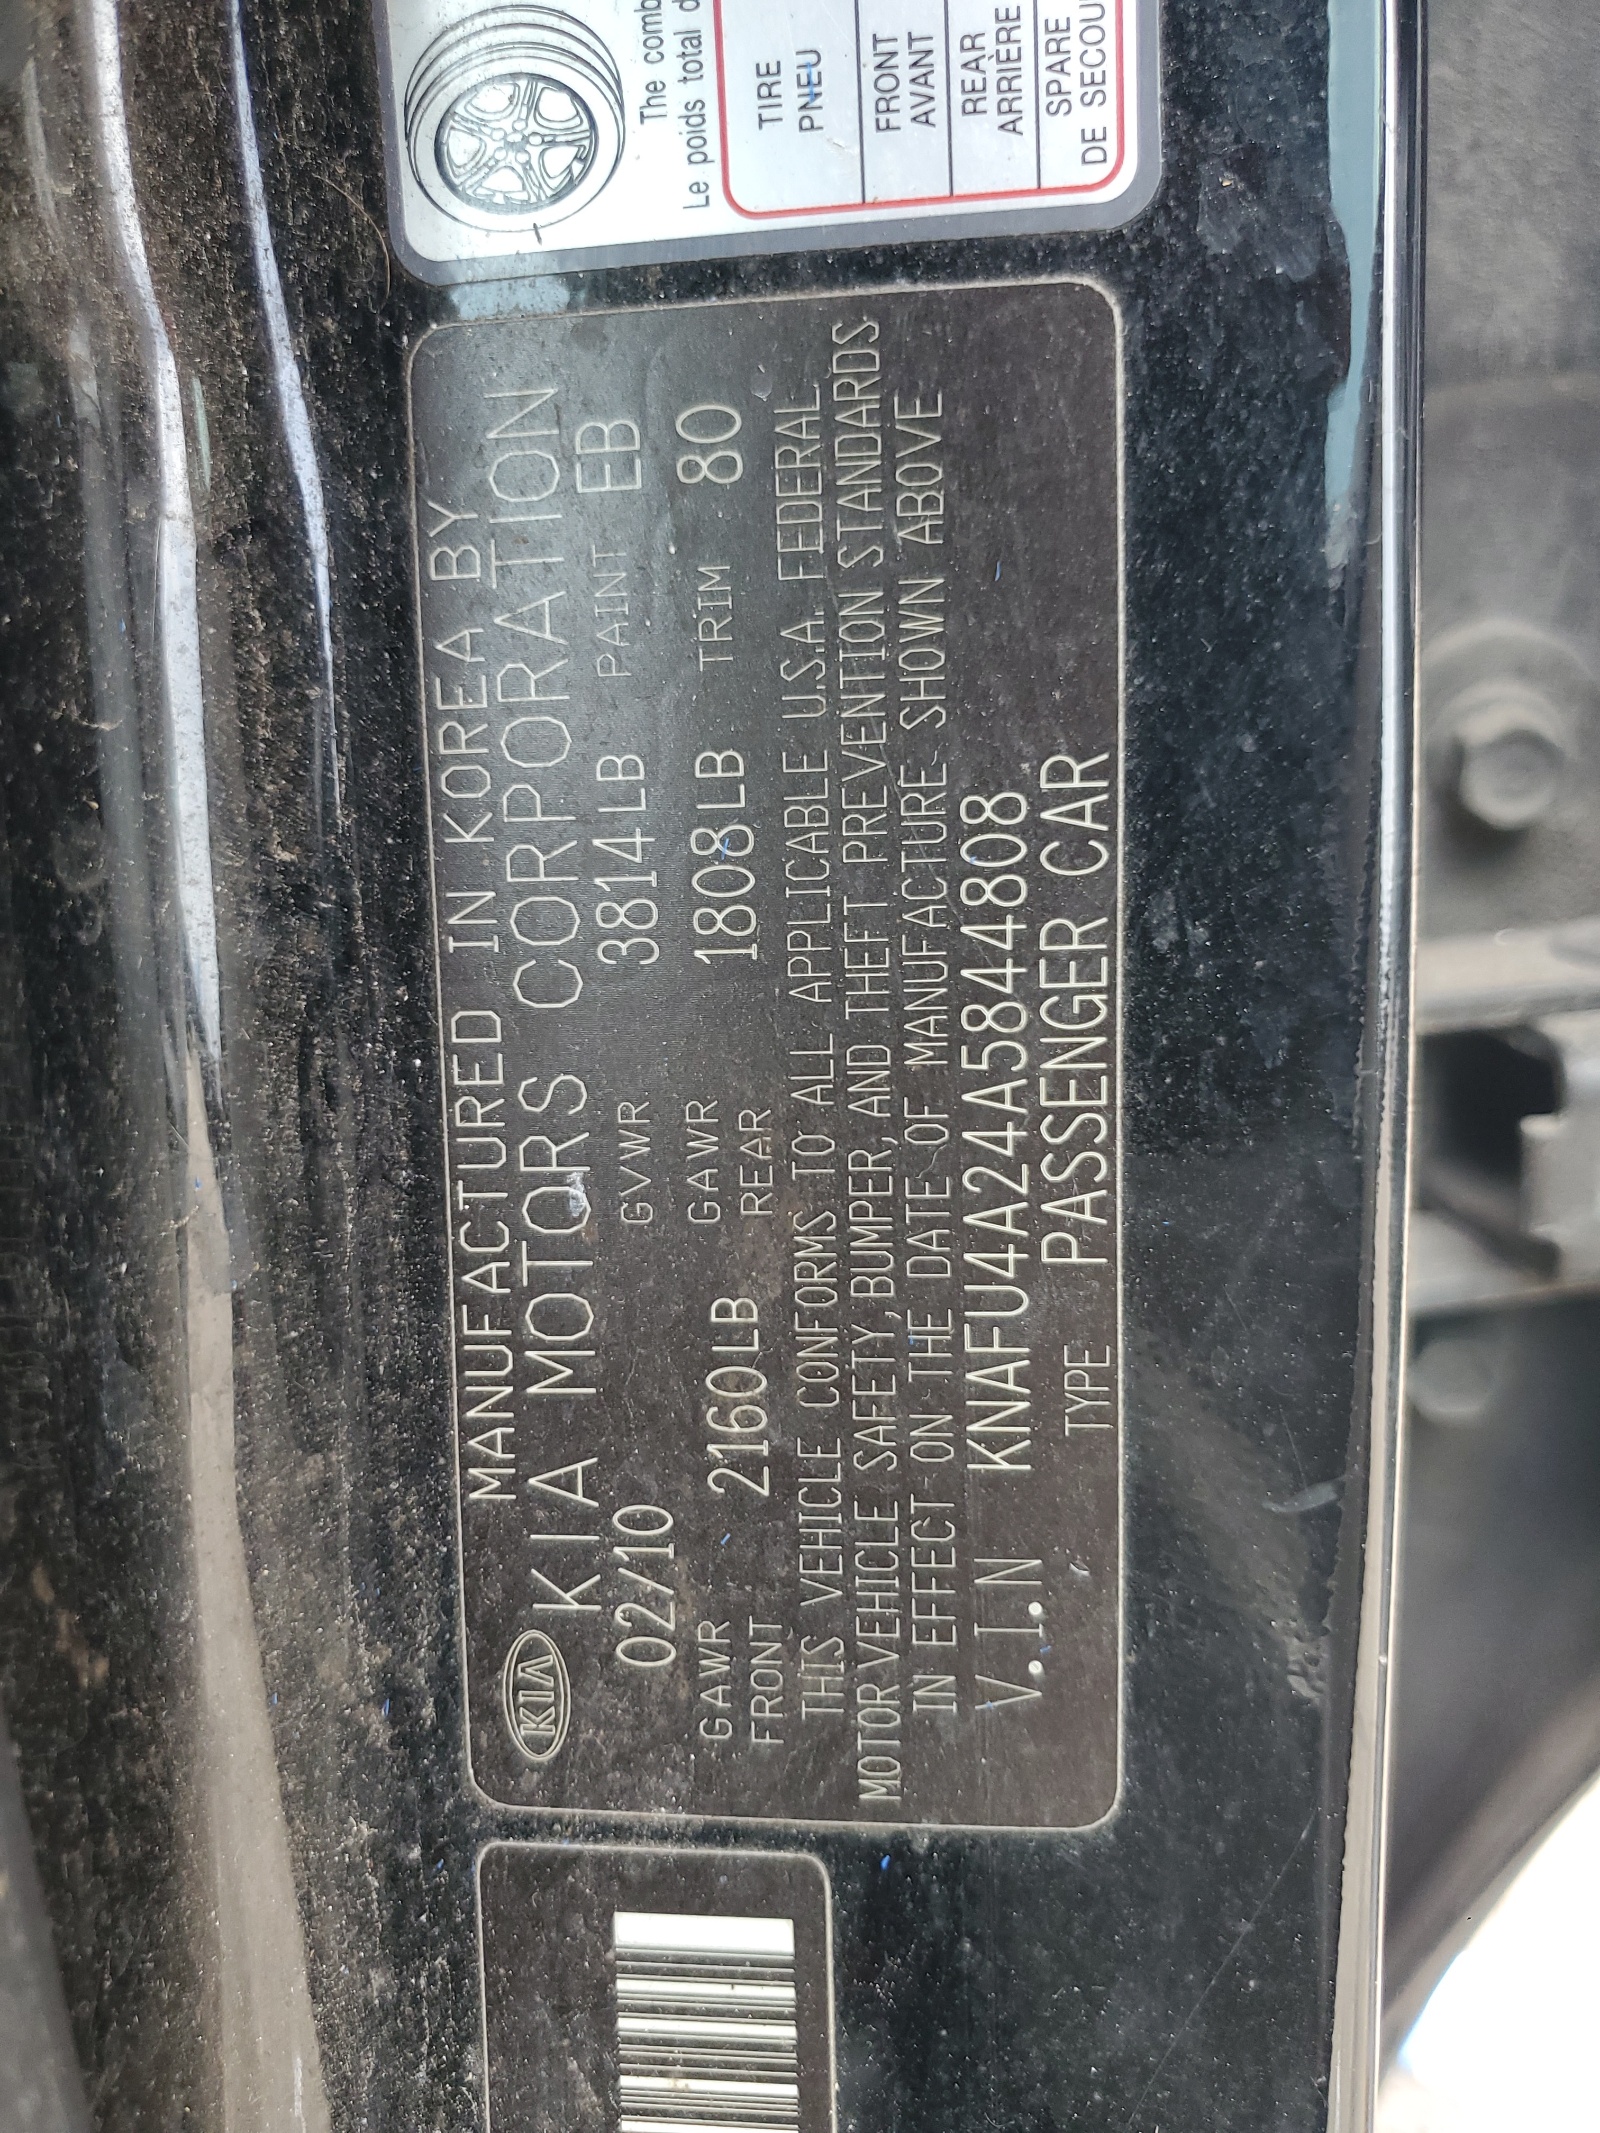 MANUFACTURED IN KOREA BY
KIA KIA MOTORS CORPORATION
02/10 GVWR 3814LB PAINT EB
GAWR FRONT 2160LB GAWR REAR 1808LB TRIM 80
THIS VEHICLE CONFORMS TO ALL APPLICABLE U.S.A. FEDERAL
MOTOR VEHICLE SAFETY, BUMPER, AND THEFT PREVENTION STANDARDS
IN EFFECT ON THE DATE OF MANUFACTURE SHOWN ABOVE
V.I.N. KNAFU4A24A5844808
TYPE PASSENGER CAR
The comb
Le poids total d
TIRE
PNEU
FRONT
AVANT
REAR
ARRIÈRE
SPARE
DE SECOU